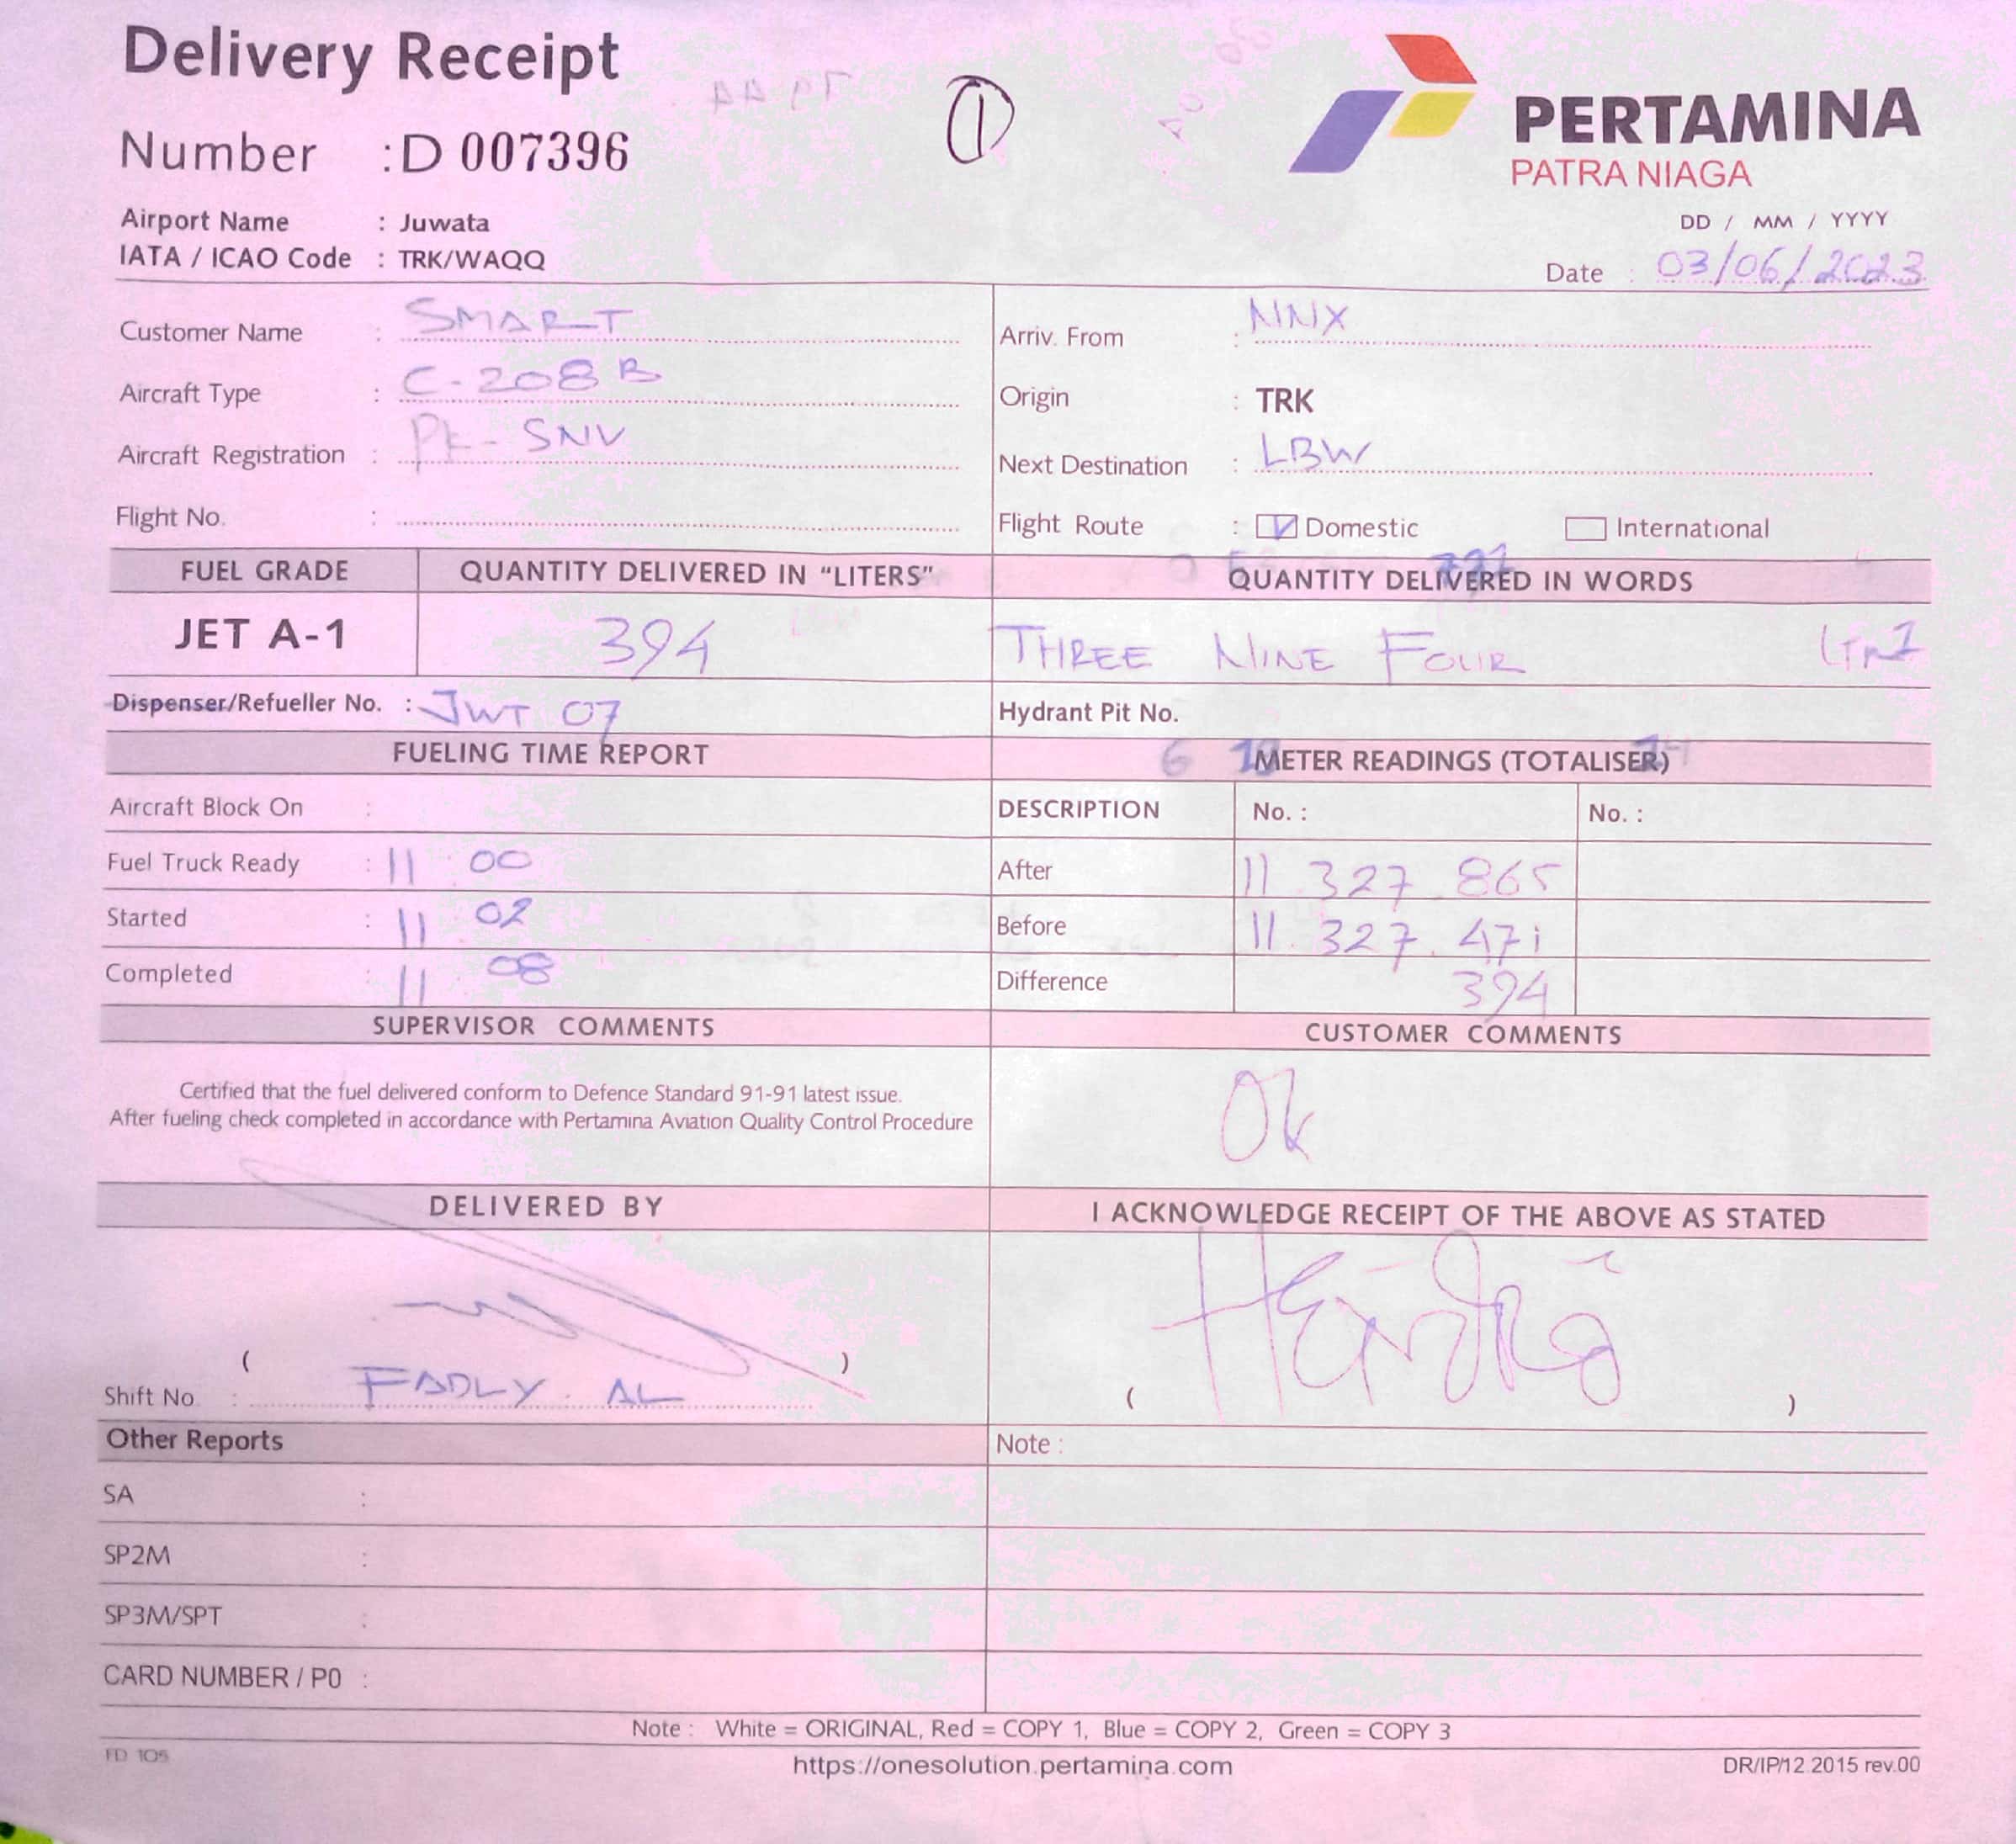 Delivery Receipt
①
Number : D 007396
PERTAMINA
PATRA NIAGA
Airport Name : Juwata
IATA / ICAO Code : TRK/WAQQ
DD / MM / YYYY
Date : 03/06/2023
Customer Name : SMART
Arriv. From : NNX
Aircraft Type : C-208 B
Origin : TRK
Aircraft Registration : PK-SNV
Next Destination : LBW
Flight No. :
Flight Route : Domestic International
FUEL GRADE QUANTITY DELIVERED IN "LITERS" QUANTITY DELIVERED IN WORDS
JET A-1 394 THREE NINE FOUR
Dispenser/Refueller No. : JWT 07 Hydrant Pit No.
FUELING TIME REPORT METER READINGS (TOTALISER)
Aircraft Block On : DESCRIPTION No. : No. :
Fuel Truck Ready : 11 00 After 11.327.865
Started : 11 02 Before 11.327.471
Completed : 11 08 Difference 394
SUPERVISOR COMMENTS CUSTOMER COMMENTS
Certified that the fuel delivered conform to Defence Standard 91-91 latest issue.
After fueling check completed in accordance with Pertamina Aviation Quality Control Procedure
Ok
DELIVERED BY I ACKNOWLEDGE RECEIPT OF THE ABOVE AS STATED
( )
Shift No. : FADLY. AL
( )
Other Reports Note :
SA :
SP2M :
SP3M/SPT :
CARD NUMBER / P0 :
Note : White = ORIGINAL, Red = COPY 1, Blue = COPY 2, Green = COPY 3
FD 105 https://onesolution.pertamina.com DR/IP/12.2015 rev.00